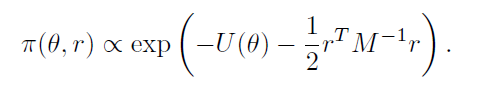 π(θ, r) ∝ exp ( −U(θ) − 1/2 r^T M^{−1} r ) .